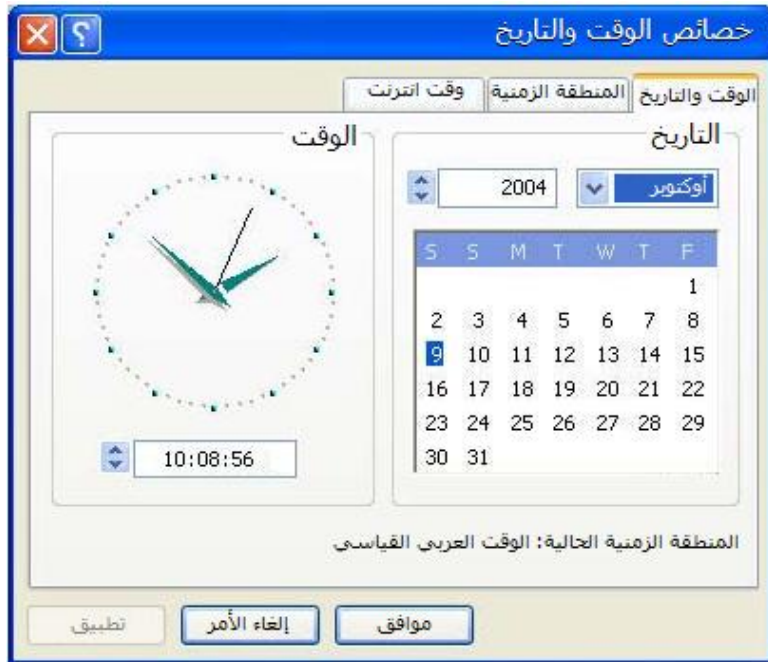 خصائص الوقت والتاريخ
الوقت والتاريخ المنطقة الزمنية وقت انترنت
التاريخ
أوكتوبر 2004
S S M T W T F
1
2 3 4 5 6 7 8
9 10 11 12 13 14 15
16 17 18 19 20 21 22
23 24 25 26 27 28 29
30 31
الوقت
10:08:56
المنطقة الزمنية الحالية: الوقت العربي القياسي
موافق إلغاء الأمر تطبيق